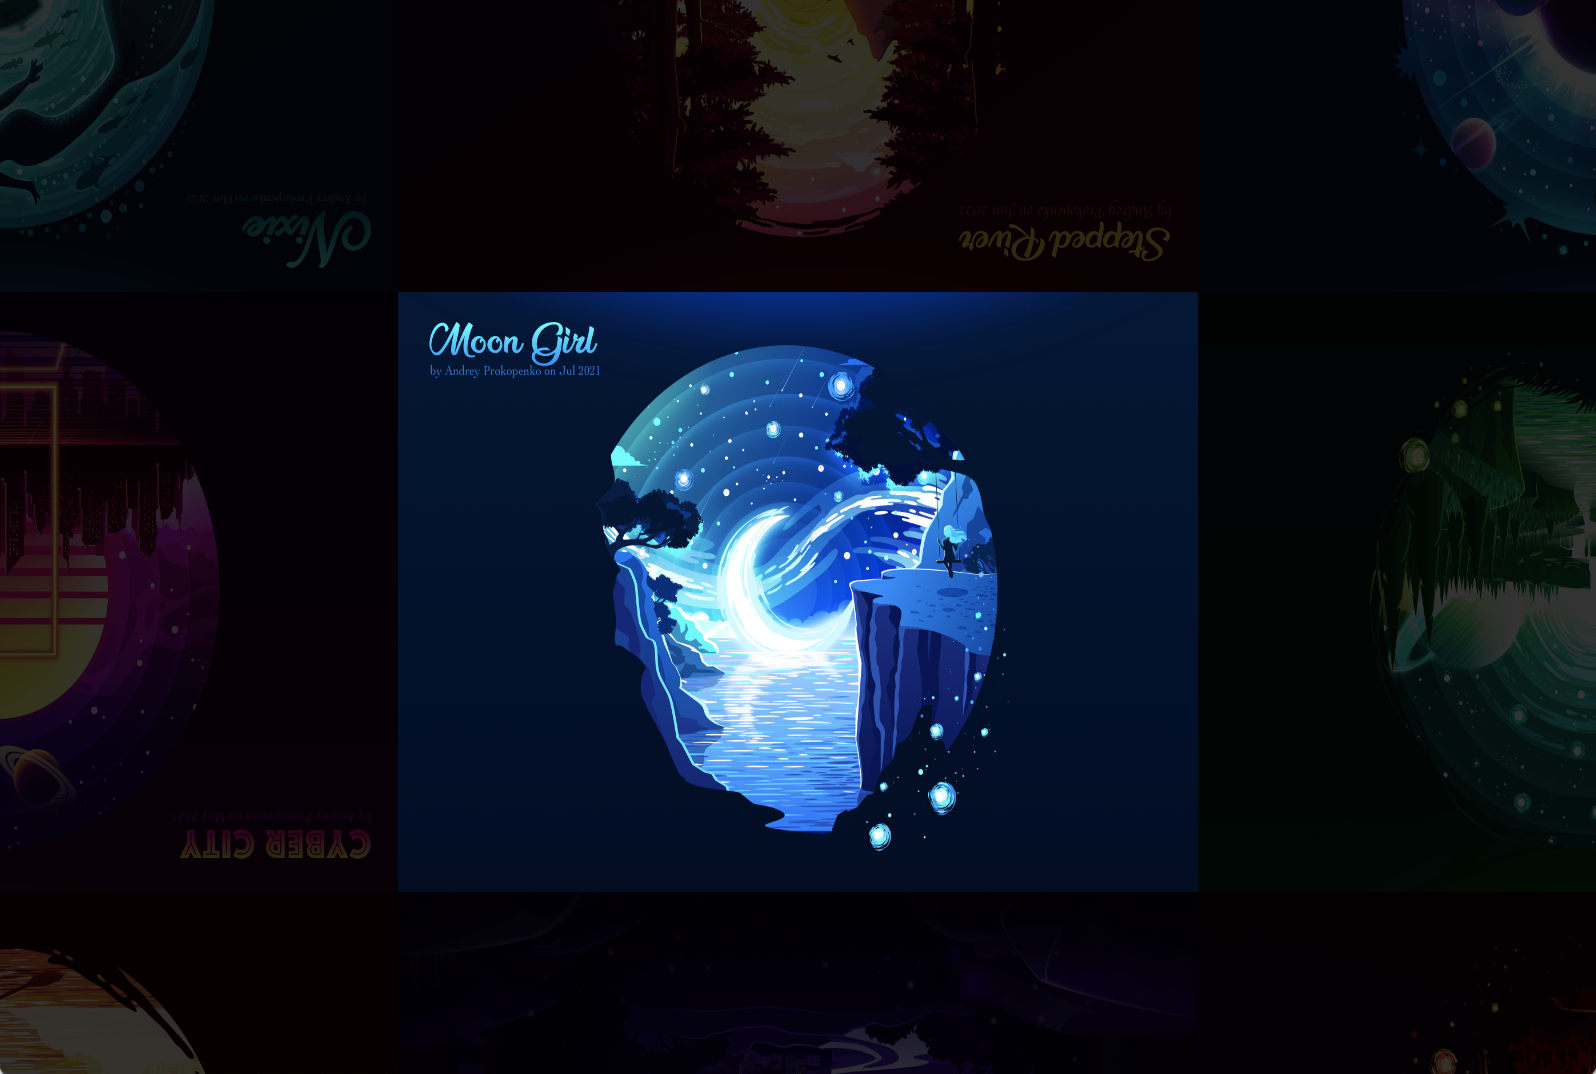 by Andrey Prokopenko on Nov 2021
Nixie
by Andrey Prokopenko on Jun 2021
Stepped River
Moon Girl
by Andrey Prokopenko on Jul 2021
by Andrey Prokopenko on May 2021
CYBER CITY